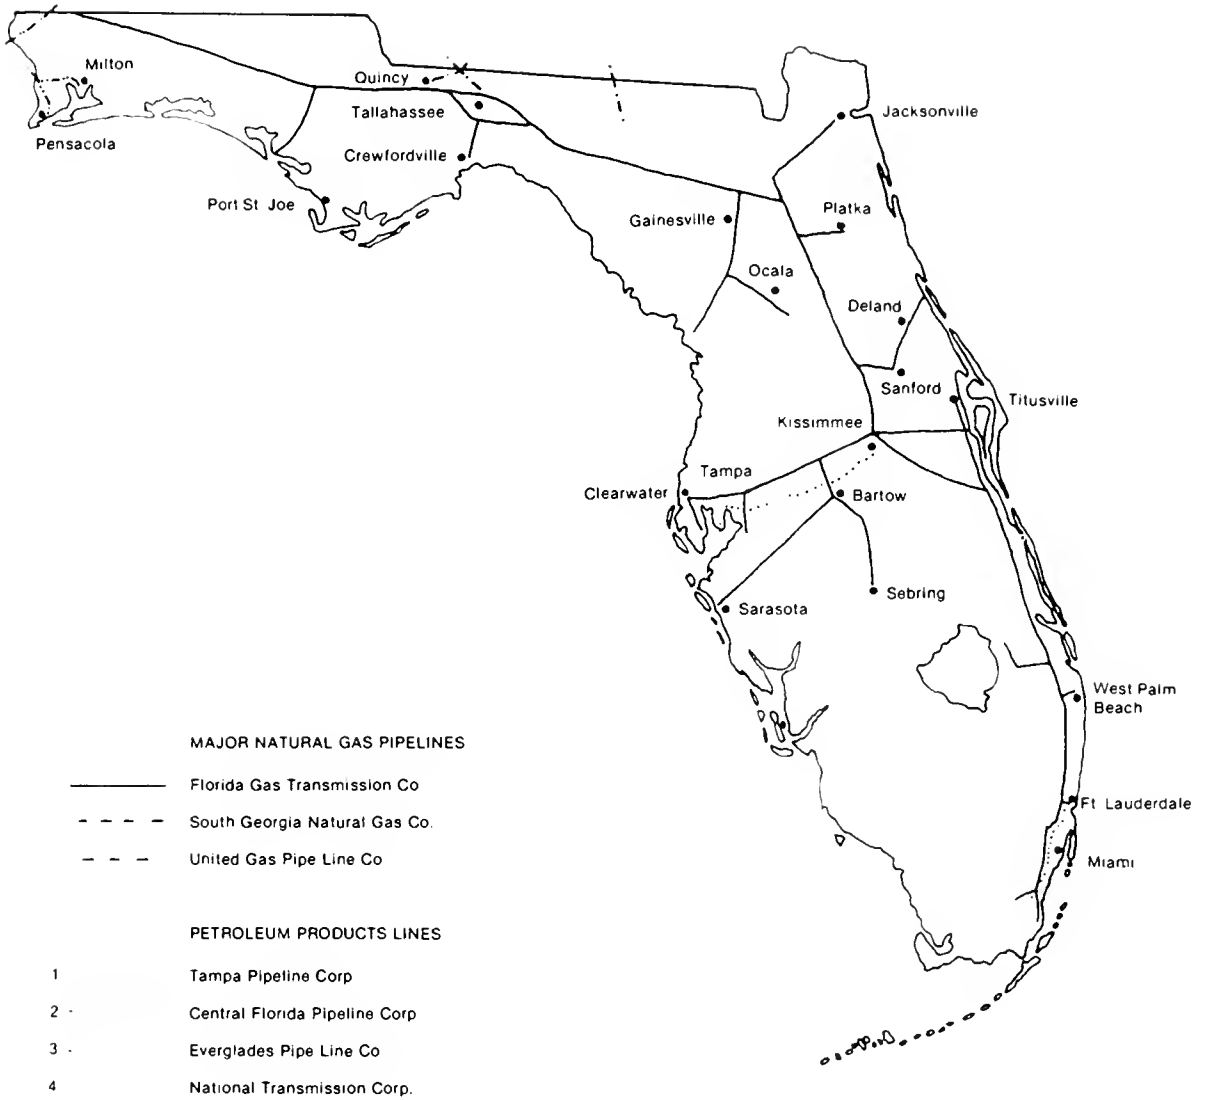 Milton
Quincy
Tallahassee
Jacksonville
Pensacola
Crewfordville
Port St Joe
Gainesville
Platka
Ocala
Deland
Sanford
Titusville
Kissimmee
Tampa
Clearwater
Bartow
Sebring
Sarasota
West Palm
Beach
Ft Lauderdale
Miami
MAJOR NATURAL GAS PIPELINES
Florida Gas Transmission Co
South Georgia Natural Gas Co.
United Gas Pipe Line Co
PETROLEUM PRODUCTS LINES
1 Tampa Pipeline Corp
2 - Central Florida Pipeline Corp
3 - Everglades Pipe Line Co
4 National Transmission Corp.